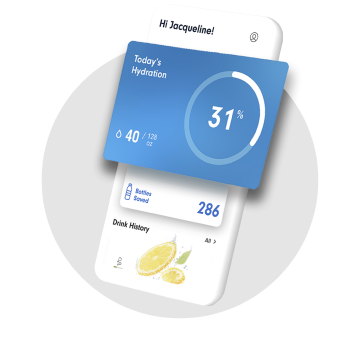 Hi Jacqueline!
Today's
Hydration
31%
40 / 128
oz
Bottles
Saved
286
Drink History
All >